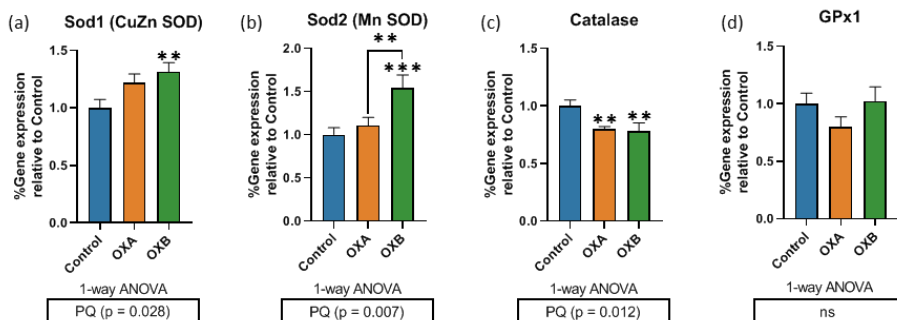 (a)
Sod1 (CuZn SOD)
%Gene expression
relative to Control
1.5
1.0
0.5
0.0
**
Control
OXA
OXB
1-way ANOVA
PQ (p = 0.028)
(b)
Sod2 (Mn SOD)
%Gene expression
relative to Control
2.0
1.5
1.0
0.5
0.0
**
***
Control
OXA
OXB
1-way ANOVA
PQ (p = 0.007)
(c)
Catalase
%Gene expression
relative to Control
1.5
1.0
0.5
0.0
**
**
Control
OXA
OXB
1-way ANOVA
PQ (p = 0.012)
(d)
GPx1
%Gene expression
relative to Control
1.5
1.0
0.5
0.0
Control
OXA
OXB
1-way ANOVA
ns